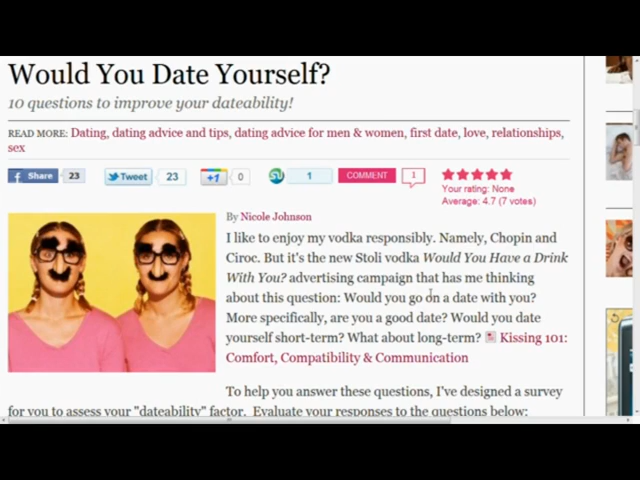 Would You Date Yourself?
10 questions to improve your dateability!
READ MORE: Dating, dating advice and tips, dating advice for men & women, first date, love, relationships,
sex
f Share 23 Tweet 23 +1 0 1 COMMENT 1
Your rating: None
Average: 4.7 (7 votes)
By Nicole Johnson
I like to enjoy my vodka responsibly. Namely, Chopin and
Ciroc. But it's the new Stoli vodka Would You Have a Drink
With You? advertising campaign that has me thinking
about this question: Would you go on a date with you?
More specifically, are you a good date? Would you date
yourself short-term? What about long-term? Kissing 101:
Comfort, Compatibility & Communication
To help you answer these questions, I've designed a survey
for you to assess your "dateability" factor. Evaluate your responses to the questions below: